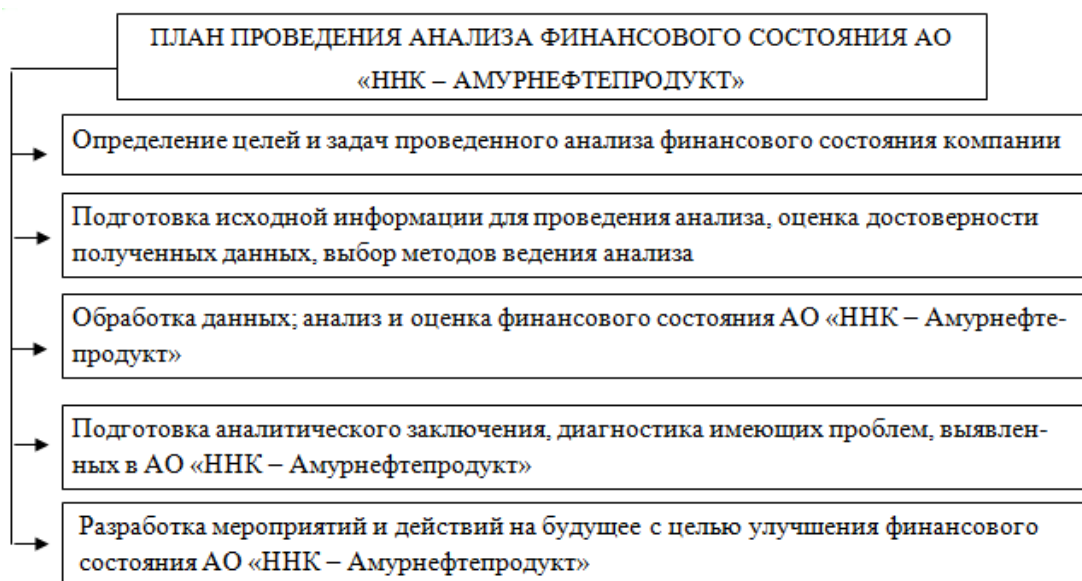 ПЛАН ПРОВЕДЕНИЯ АНАЛИЗА ФИНАНСОВОГО СОСТОЯНИЯ АО
«ННК – АМУРНЕФТЕПРОДУКТ»
Определение целей и задач проведенного анализа финансового состояния компании
Подготовка исходной информации для проведения анализа, оценка достоверности
полученных данных, выбор методов ведения анализа
Обработка данных; анализ и оценка финансового состояния АО «ННК – Амурнефте-
продукт»
Подготовка аналитического заключения, диагностика имеющих проблем, выявлен-
ных в АО «ННК – Амурнефтепродукт»
Разработка мероприятий и действий на будущее с целью улучшения финансового
состояния АО «ННК – Амурнефтепродукт»